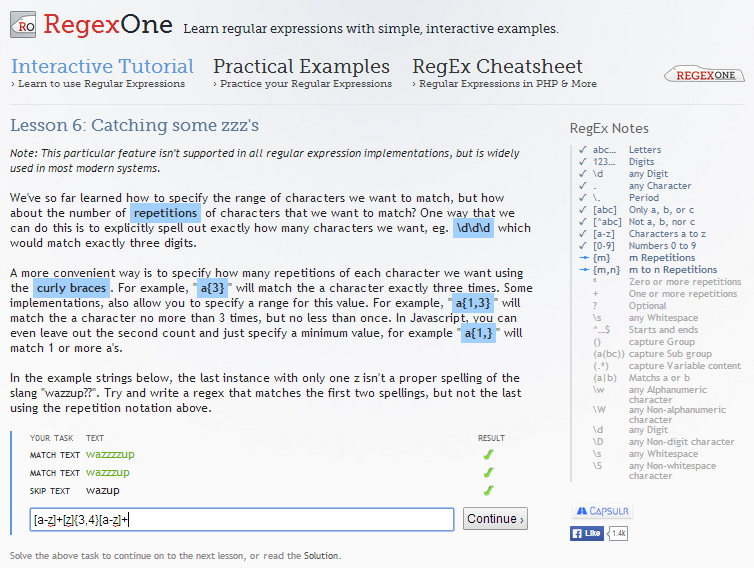 RO RegexOne Learn regular expressions with simple, interactive examples.
Interactive Tutorial Practical Examples RegEx Cheatsheet REGEXONE
› Learn to use Regular Expressions › Practice your Regular Expressions › Regular Expressions in PHP & More
Lesson 6: Catching some zzz's
Note: This particular feature isn't supported in all regular expression implementations, but is widely
used in most modern systems.
We've so far learned how to specify the range of characters we want to match, but how
about the number of repetitions of characters that we want to match? One way that we
can do this is to explicitly spell out exactly how many characters we want, eg. \d\d\d which
would match exactly three digits.
A more convenient way is to specify how many repetitions of each character we want using
the curly braces. For example, "a{3}" will match the a character exactly three times. Some
implementations, also allow you to specify a range for this value. For example, "a{1,3}" will
match the a character no more than 3 times, but no less than once. In Javascript, you can
even leave out the second count and just specify a minimum value, for example "a{1,}" will
match 1 or more a's.
In the example strings below, the last instance with only one z isn't a proper spelling of the
slang "wazzup??". Try and write a regex that matches the first two spellings, but not the last
using the repetition notation above.
YOUR TASK TEXT RESULT
MATCH TEXT wazzzzup
MATCH TEXT wazzzup
SKIP TEXT wazup
[a-z]+[z]{3,4}[a-z]+ Continue ›
Solve the above task to continue on to the next lesson, or read the Solution.
RegEx Notes
✓ abc... Letters
✓ 123... Digits
✓ \d any Digit
✓ . any Character
✓ \. Period
✓ [abc] Only a, b, or c
✓ [^abc] Not a, b, nor c
✓ [a-z] Characters a to z
✓ [0-9] Numbers 0 to 9
{m} m Repetitions
{m,n} m to n Repetitions
* Zero or more repetitions
+ One or more repetitions
? Optional
\s any Whitespace
^...$ Starts and ends
() capture Group
(a(bc)) capture Sub group
(.*) capture Variable content
(a|b) Matchs a or b
\w any Alphanumeric
character
\W any Non-alphanumeric
character
\d any Digit
\D any Non-digit character
\s any Whitespace
\S any Non-whitespace
character
CAPSULR
Like 1.4k